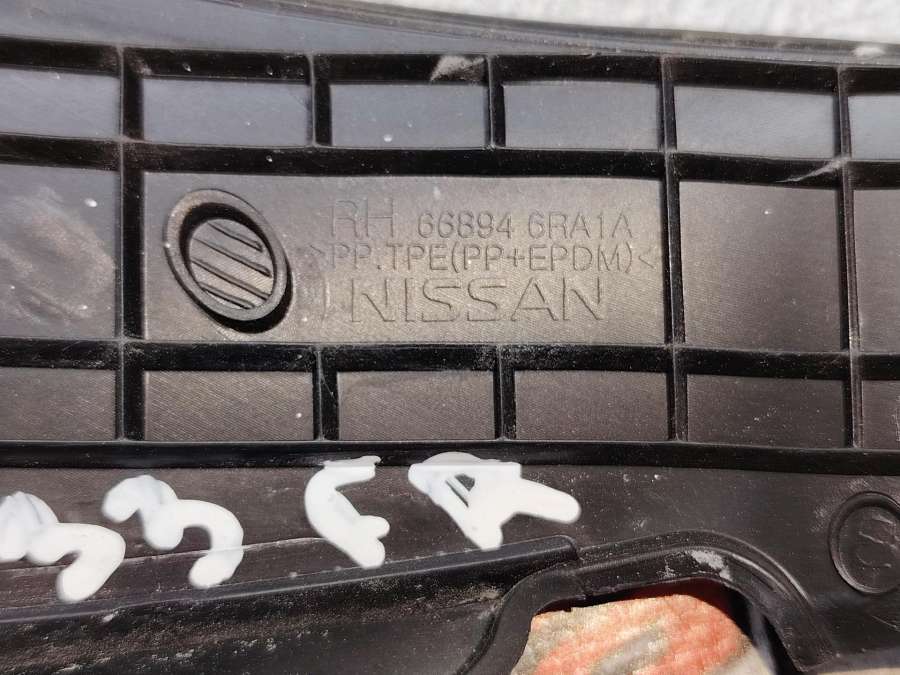 RH 66894 6RA1A
>PP.TPE(PP+EPDM)<
NISSAN